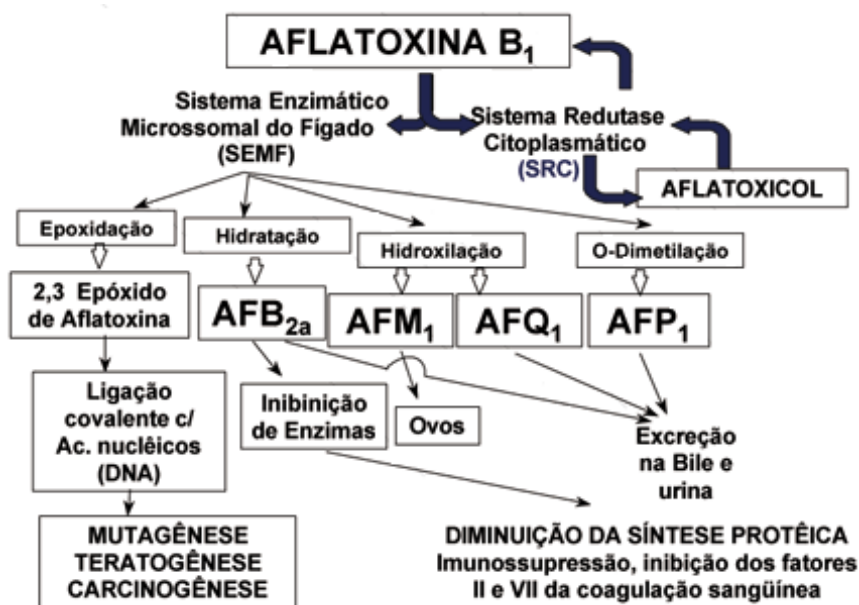 AFLATOXINA B1
Sistema Enzimático
Microssomal do Fígado
(SEMF)
Sistema Redutase
Citoplasmático
(SRC)
AFLATOXICOL
Epoxidação
Hidratação
Hidroxilação
O-Dimetilação
2,3 Epóxido
de Aflatoxina
AFB2a
AFM1
AFQ1
AFP1
Ligação
covalente c/
Ac. nuclêicos
(DNA)
Inibinição
de Enzimas
Ovos
Excreção
na Bile e
urina
MUTAGÊNESE
TERATOGÊNESE
CARCINOGÊNESE
DIMINUIÇÃO DA SÍNTESE PROTÊICA
Imunossupressão, inibição dos fatores
II e VII da coagulação sangüínea